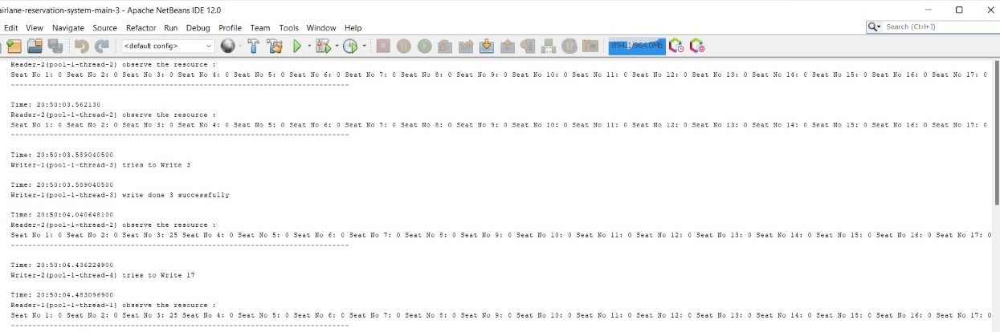 airlane-reservation-system-main-3 - Apache NetBeans IDE 12.0
Edit View Navigate Source Refactor Run Debug Profile Team Tools Window Help
Search (Ctrl+I)
<default config>
Reader-2(pool-1-thread-2) observe the resource :
Seat No 1: 0 Seat No 2: 0 Seat No 3: 0 Seat No 4: 0 Seat No 5: 0 Seat No 6: 0 Seat No 7: 0 Seat No 8: 0 Seat No 9: 0 Seat No 10: 0 Seat No 11: 0 Seat No 12: 0 Seat No 13: 0 Seat No 14: 0 Seat No 15: 0 Seat No 16: 0 Seat No 17: 0
Time: 20:50:03.562130
Reader-2(pool-1-thread-2) observe the resource :
Seat No 1: 0 Seat No 2: 0 Seat No 3: 0 Seat No 4: 0 Seat No 5: 0 Seat No 6: 0 Seat No 7: 0 Seat No 8: 0 Seat No 9: 0 Seat No 10: 0 Seat No 11: 0 Seat No 12: 0 Seat No 13: 0 Seat No 14: 0 Seat No 15: 0 Seat No 16: 0 Seat No 17: 0
Time: 20:50:03.589040500
Writer-1(pool-1-thread-3) tries to Write 3
Time: 20:50:03.589040500
Writer-1(pool-1-thread-3) write done 3 successfully
Time: 20:50:04.040648100
Reader-2(pool-1-thread-2) observe the resource :
Seat No 1: 0 Seat No 2: 0 Seat No 3: 25 Seat No 4: 0 Seat No 5: 0 Seat No 6: 0 Seat No 7: 0 Seat No 8: 0 Seat No 9: 0 Seat No 10: 0 Seat No 11: 0 Seat No 12: 0 Seat No 13: 0 Seat No 14: 0 Seat No 15: 0 Seat No 16: 0 Seat No 17: 0
Time: 20:50:04.436224900
Writer-2(pool-1-thread-4) tries to Write 17
Time: 20:50:04.483096900
Reader-1(pool-1-thread-1) observe the resource :
Seat No 1: 0 Seat No 2: 0 Seat No 3: 25 Seat No 4: 0 Seat No 5: 0 Seat No 6: 0 Seat No 7: 0 Seat No 8: 0 Seat No 9: 0 Seat No 10: 0 Seat No 11: 0 Seat No 12: 0 Seat No 13: 0 Seat No 14: 0 Seat No 15: 0 Seat No 16: 0 Seat No 17: 0